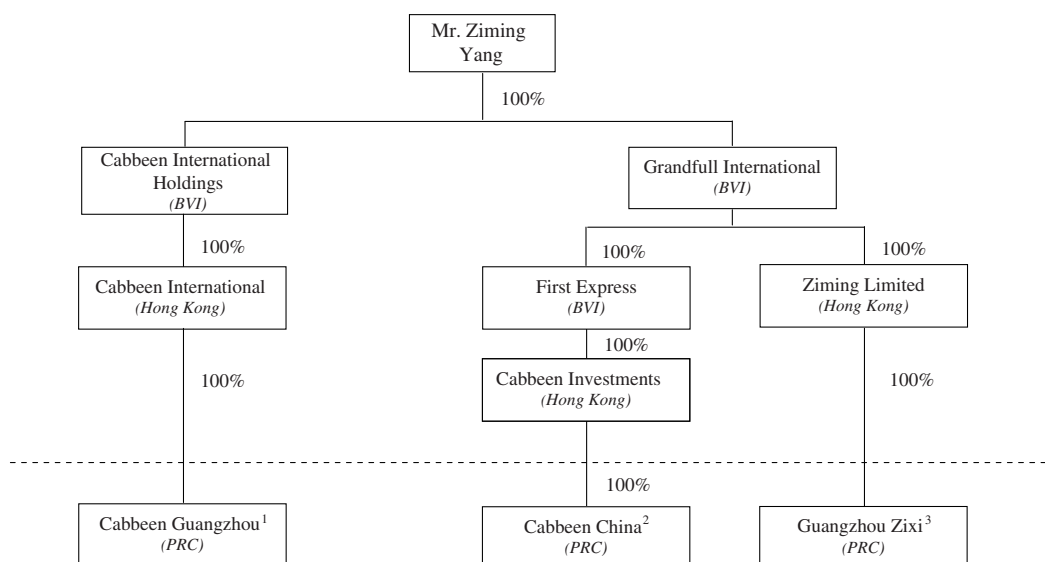 Mr. Ziming
Yang
100%
Cabbeen International
Holdings
(BVI)
Grandfull International
(BVI)
100%
100%
100%
Cabbeen International
(Hong Kong)
First Express
(BVI)
Ziming Limited
(Hong Kong)
100%
100%
100%
Cabbeen Investments
(Hong Kong)
100%
Cabbeen Guangzhou1
(PRC)
Cabbeen China2
(PRC)
Guangzhou Zixi3
(PRC)